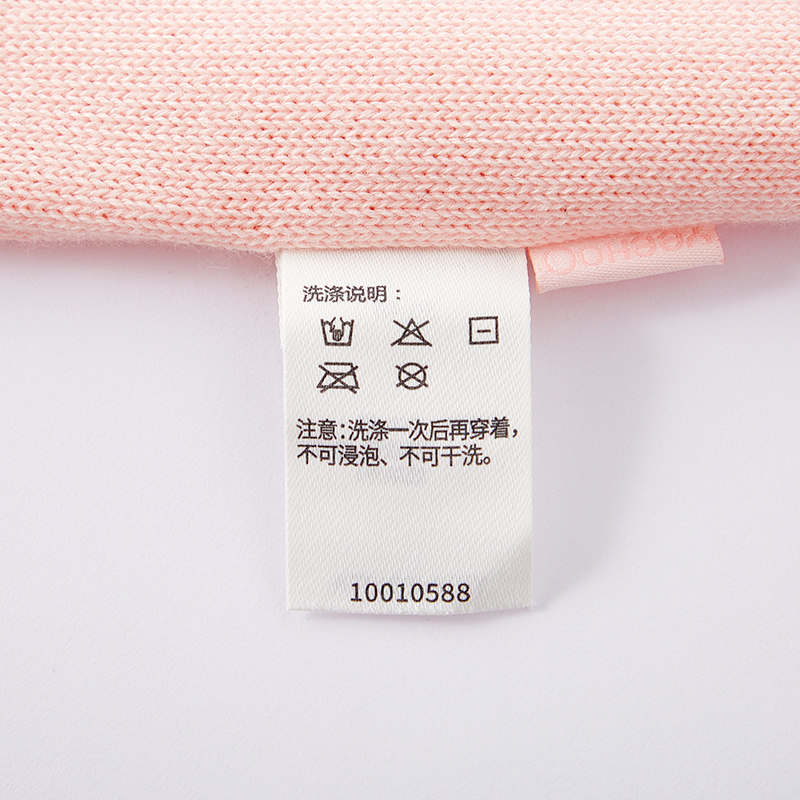 洗涤说明：
注意:洗涤一次后再穿着，
不可浸泡、不可干洗。
10010588